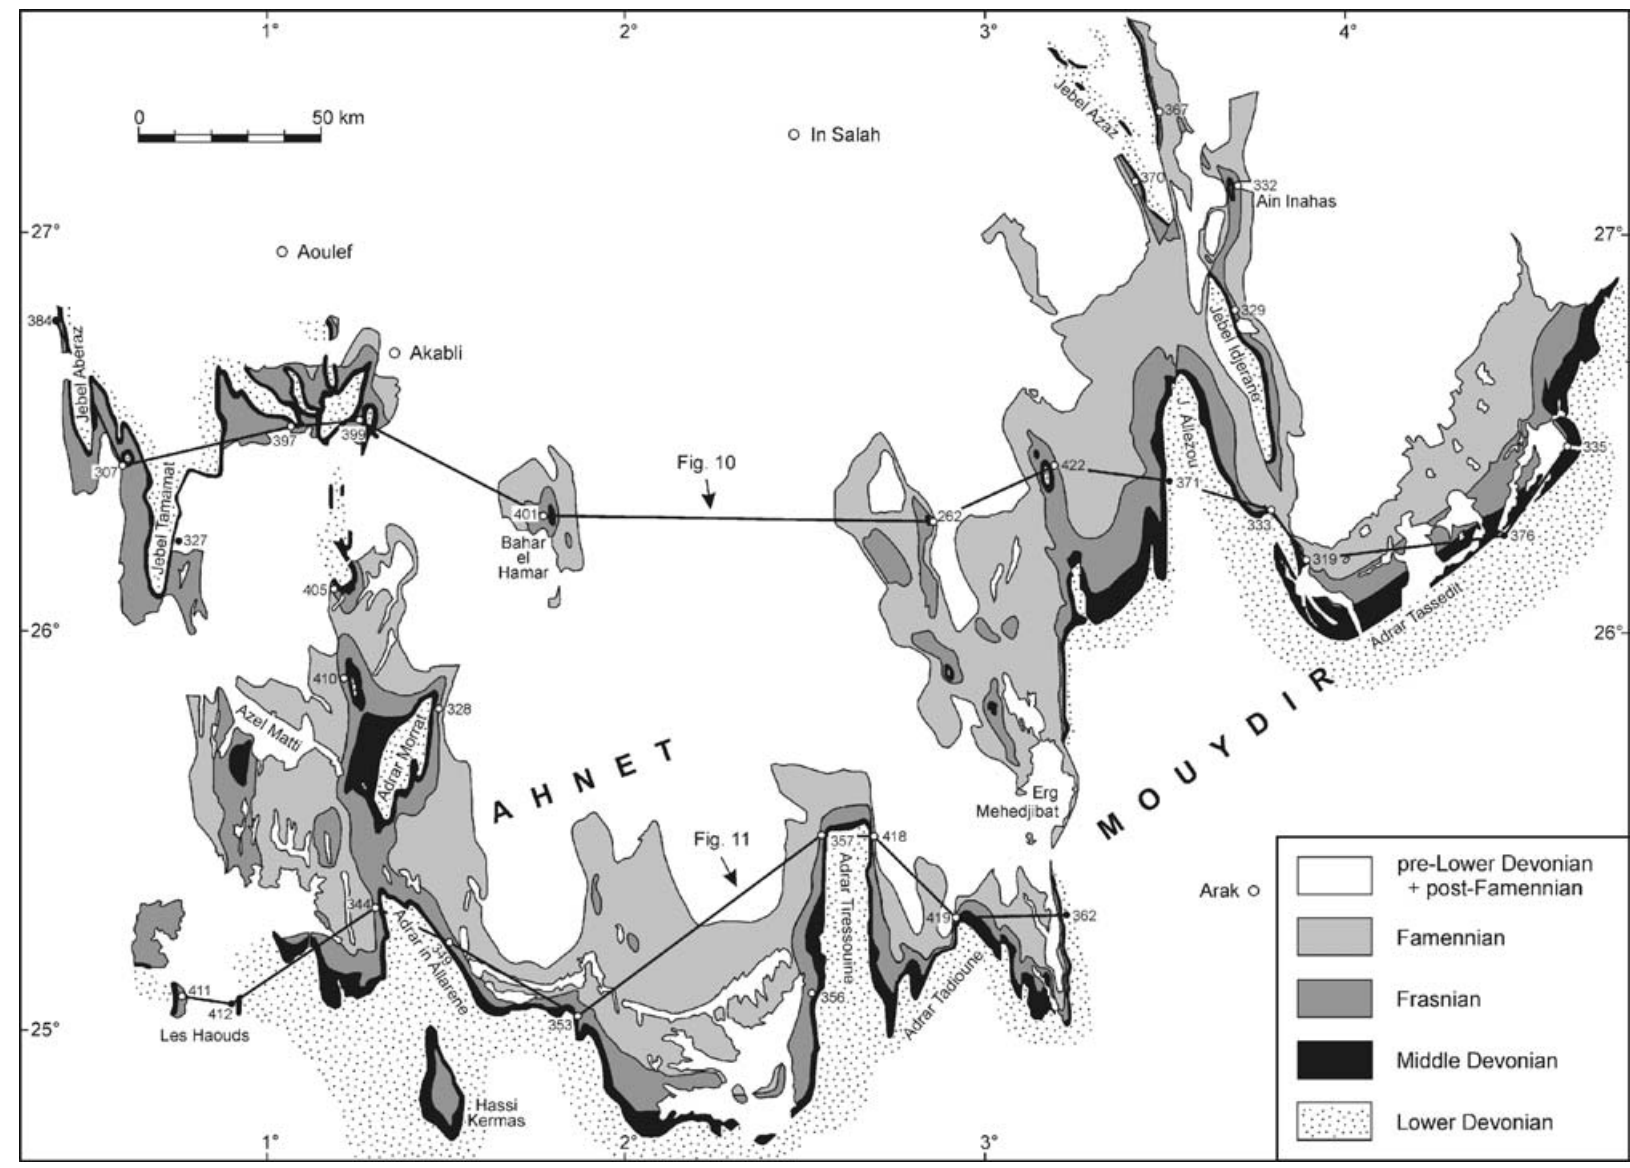 1°
2°
3°
4°
0
50 km
In Salah
Jebel Azaz
367
370
332
Ain Inahas
27°
27°
Aoulef
384
Jebel Aberaz
Akabli
329
Jebel Idjerane
397
399
307
Jebel Tamamat
327
Fig. 10
401
Bahar
el
Hamar
262
422
J. Allezou
371
333
335
376
319
Adrar Tassedit
405
26°
26°
410
328
Azel Matti
Adrar Morrat
AHNET
MOUYDIR
Erg
Mehedjibat
Fig. 11
357
418
Adrar Tiressouine
Arak
344
349
Adrar in Allarene
419
362
Adrar Tadioune
356
353
411
412
Les Haouds
25°
Hassi
Kermas
1°
2°
3°
pre-Lower Devonian
+ post-Famennian
Famennian
Frasnian
Middle Devonian
Lower Devonian